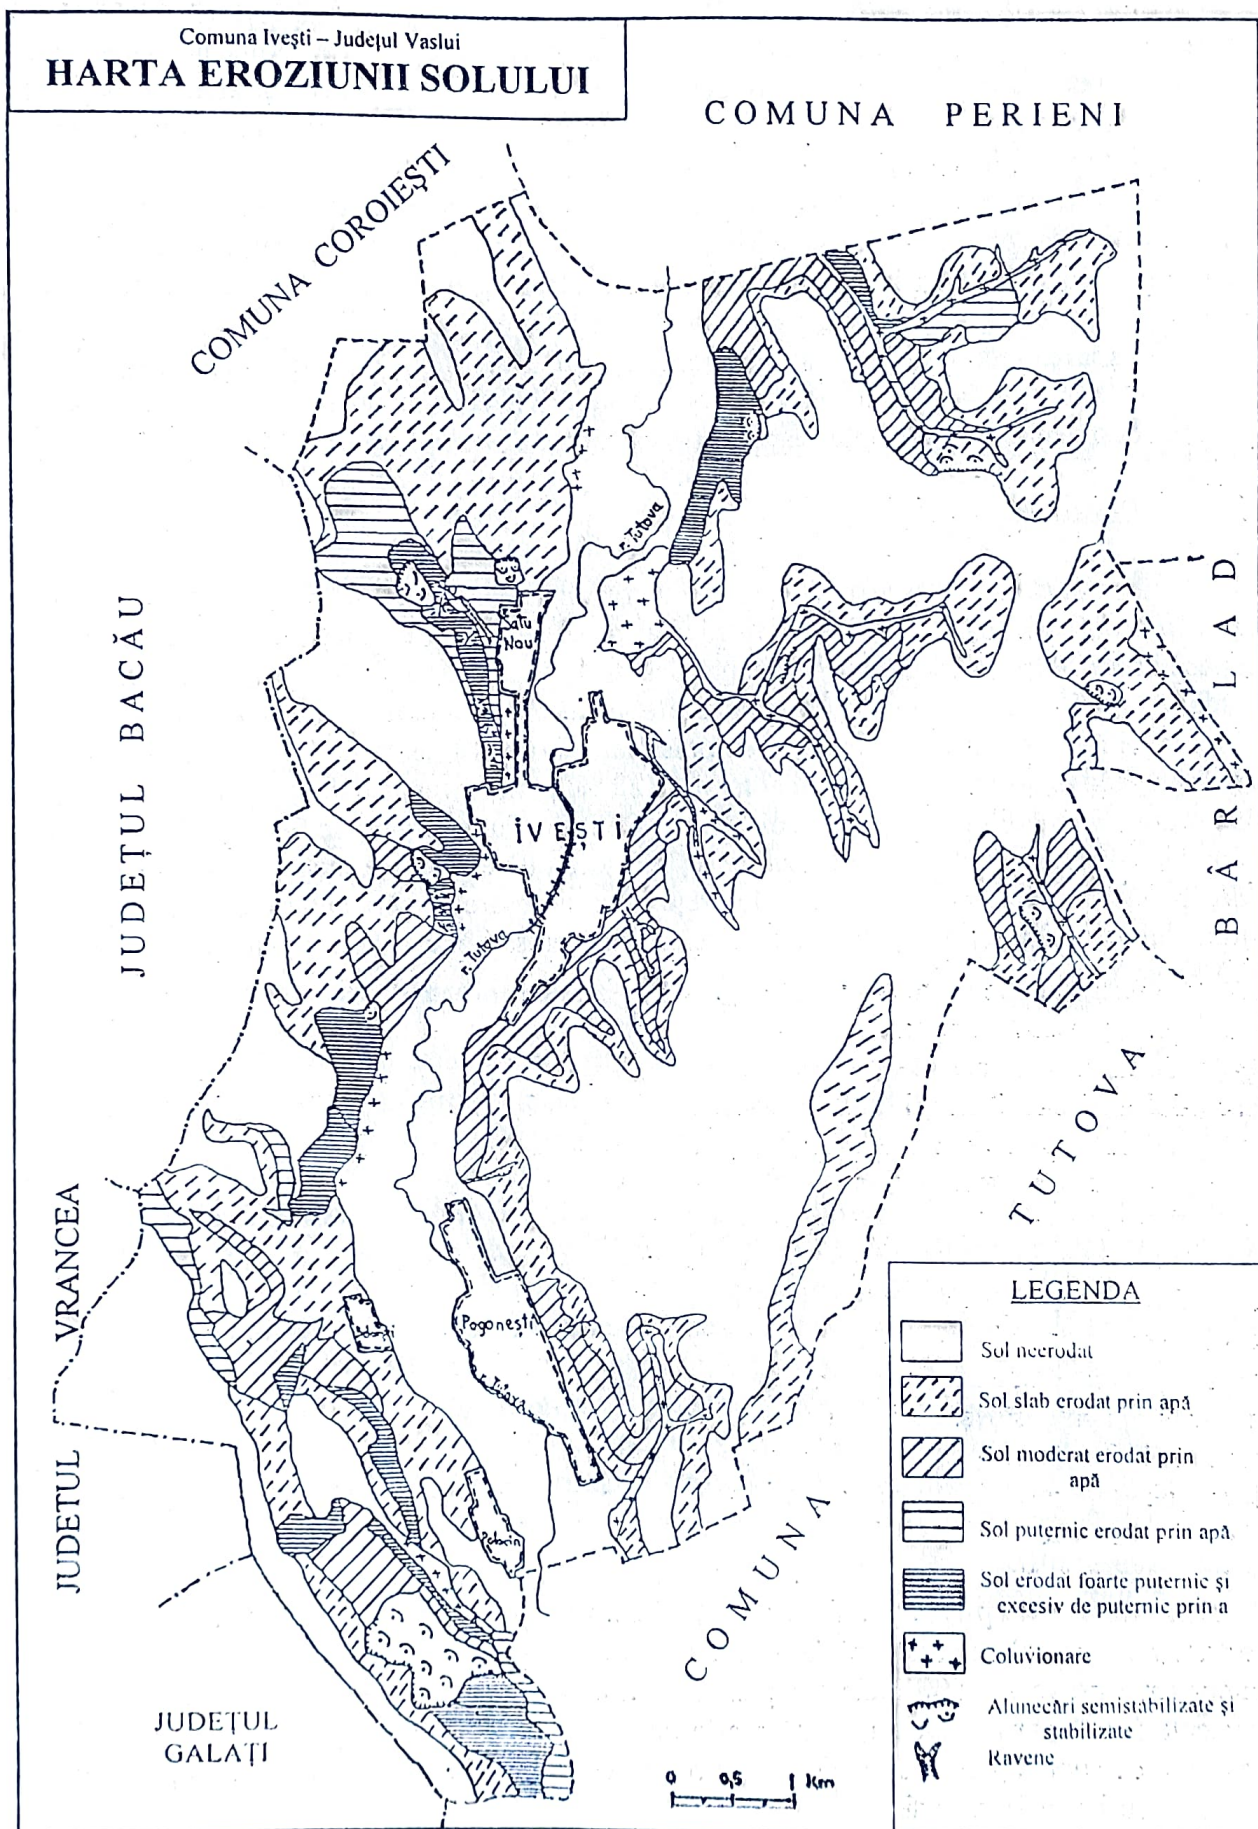 Comuna Ivești – Județul Vaslui
HARTA EROZIUNII SOLULUI
COMUNA PERIENI
COMUNA COROIEȘTI
r. Tutova
JUDEȚUL BACĂU
Satu
Nou
IVEȘTI
BÂRLAD
r. Tutova
COMUNA TUTOVA
JUDEȚUL VRANCEA
Pogonești
JUDEȚUL
GALAȚI
0 0,5 1 Km
LEGENDA
Sol neerodat
Sol slab erodat prin apă
Sol moderat erodat prin
apă
Sol puternic erodat prin apă
Sol erodat foarte puternic și
excesiv de puternic prin a
Coluvionare
Alunecări semistabilizate și
stabilizate
Ravene